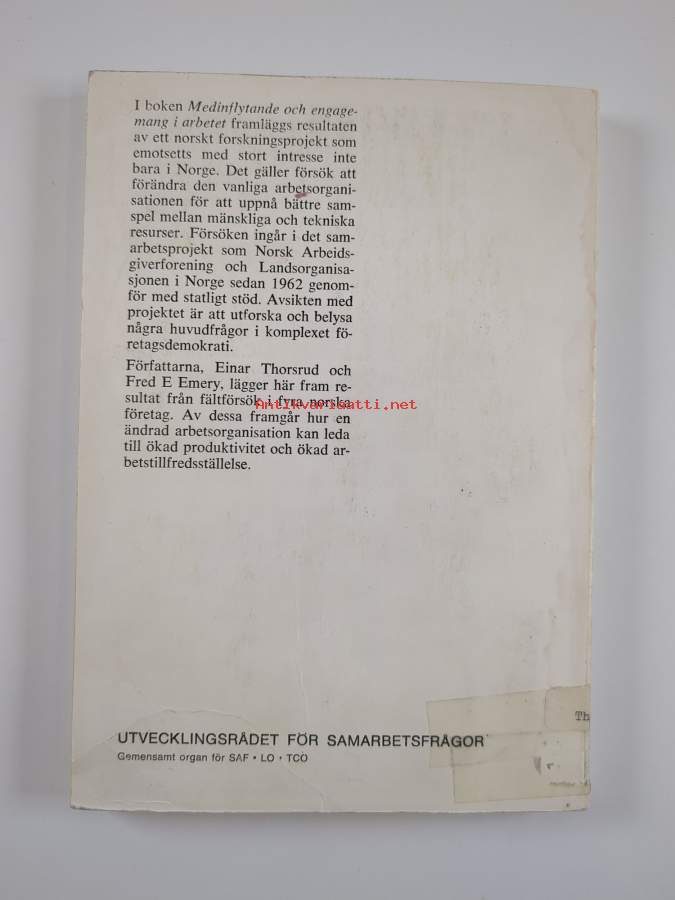 I boken Medinflytande och engage-
mang i arbetet framläggs resultaten
av ett norskt forskningsprojekt som
emotsetts med stort intresse inte
bara i Norge. Det gäller försök att
förändra den vanliga arbetsorgani-
sationen för att uppnå bättre sam-
spel mellan mänskliga och tekniska
resurser. Försöken ingår i det sam-
arbetsprojekt som Norsk Arbeids-
giverforening och Landsorganisa-
sjonen i Norge sedan 1962 genom-
för med statligt stöd. Avsikten med
projektet är att utforska och belysa
några huvudfrågor i komplexet fö-
retagsdemokrati.
Författarna, Einar Thorsrud och
Fred E Emery, lägger här fram re-
sultat från fältförsök i fyra norska
företag. Av dessa framgår hur en
ändrad arbetsorganisation kan leda
till ökad produktivitet och ökad ar-
betstillfredsställelse.
Antikvariaatti.net
Th
UTVECKLINGSRÅDET FÖR SAMARBETSFRÅGOR
Gemensamt organ för SAF • LO • TCO